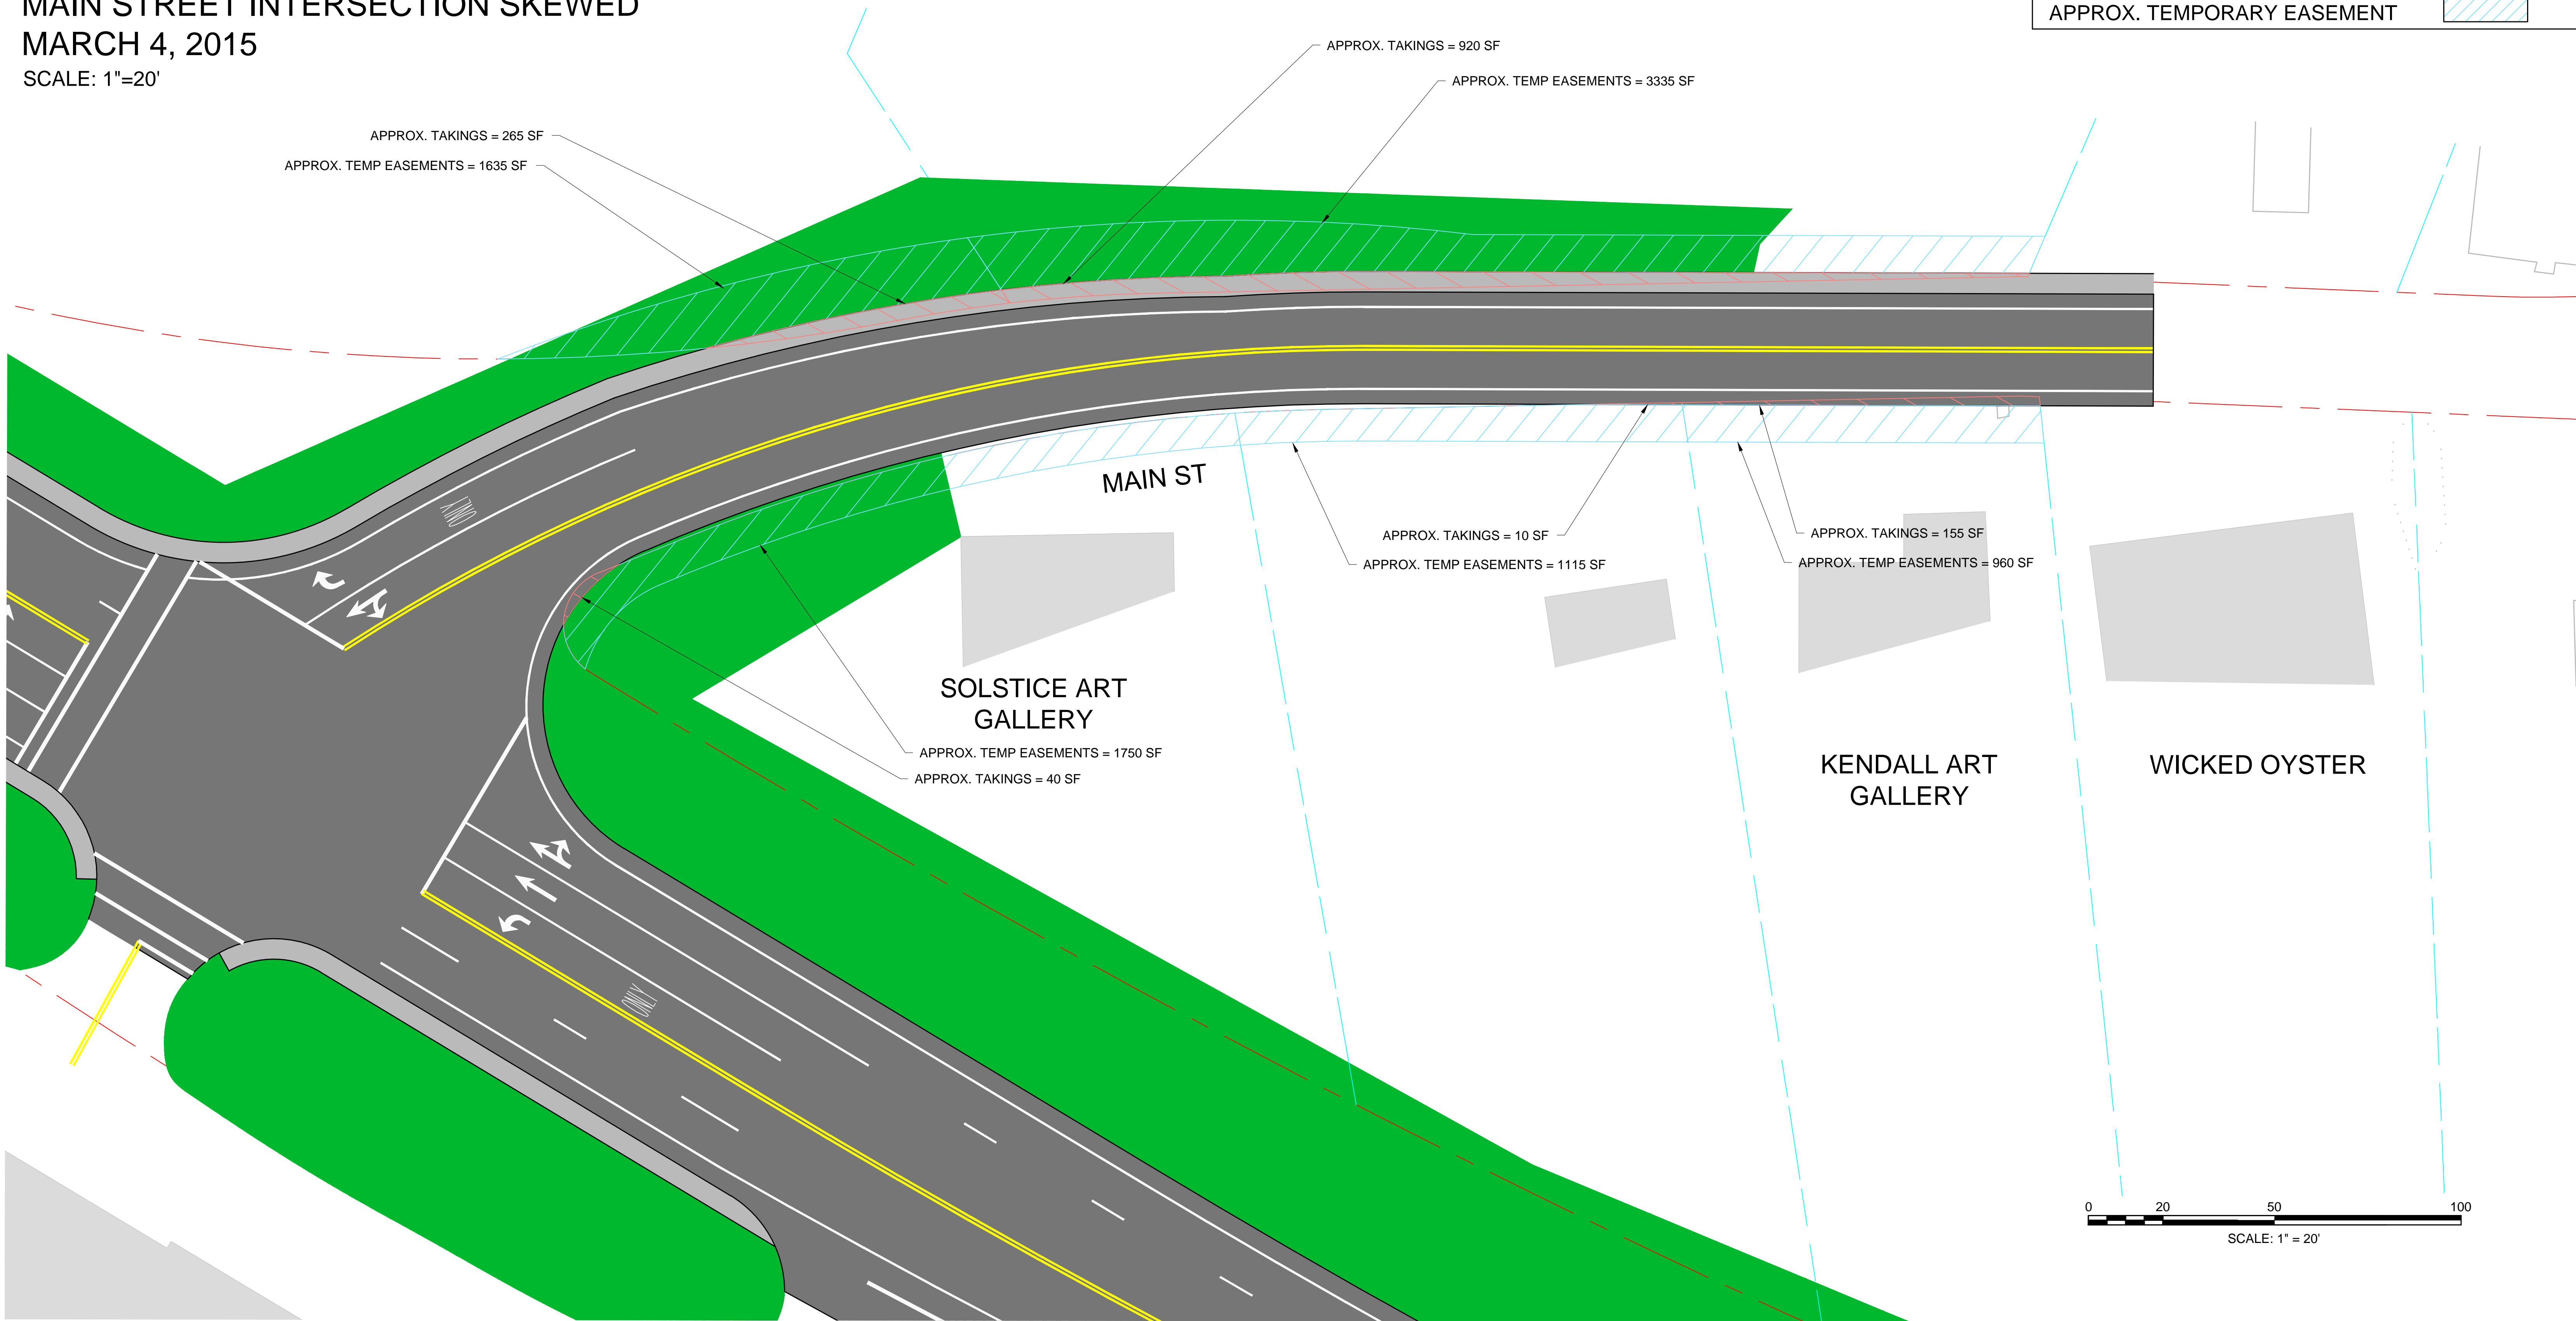 MAIN STREET INTERSECTION SKEWED
MARCH 4, 2015
SCALE: 1"=20'
APPROX. TEMPORARY EASEMENT
APPROX. TAKINGS = 920 SF
APPROX. TEMP EASEMENTS = 3335 SF
APPROX. TAKINGS = 265 SF
APPROX. TEMP EASEMENTS = 1635 SF
ONLY
MAIN ST
APPROX. TAKINGS = 10 SF
APPROX. TEMP EASEMENTS = 1115 SF
APPROX. TAKINGS = 155 SF
APPROX. TEMP EASEMENTS = 960 SF
SOLSTICE ART
GALLERY
APPROX. TEMP EASEMENTS = 1750 SF
APPROX. TAKINGS = 40 SF
KENDALL ART
GALLERY
WICKED OYSTER
ONLY
0 20 50 100
SCALE: 1" = 20'